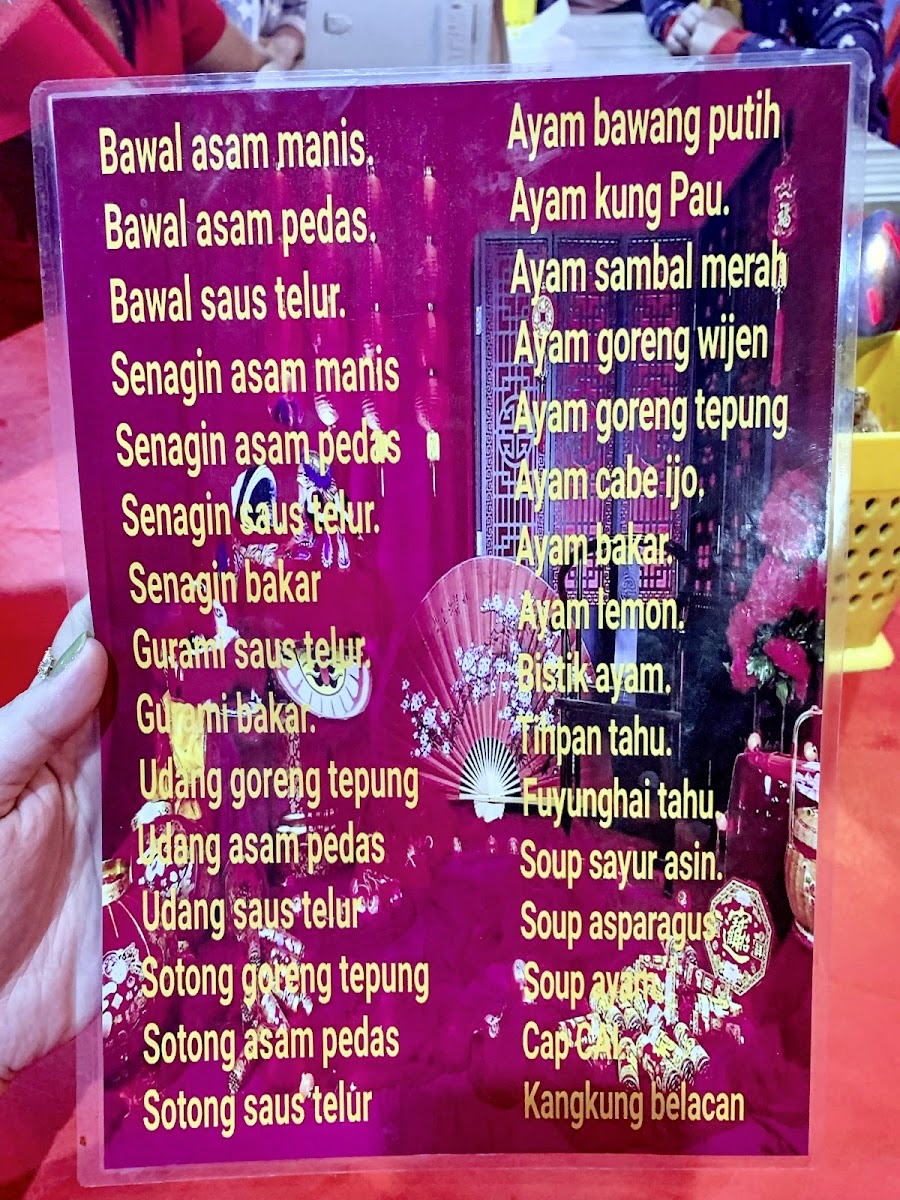 Bawal asam manis.
Bawal asam pedas.
Bawal saus telur.
Senagin asam manis
Senagin asam pedas
Senagin saus telur.
Senagin bakar
Gurami saus telur.
Gurami bakar.
Udang goreng tepung
Udang asam pedas
Udang saus telur
Sotong goreng tepung
Sotong asam pedas
Sotong saus telur
Ayam bawang putih
Ayam kung Pau.
Ayam sambal merah
Ayam goreng wijen
Ayam goreng tepung
Ayam cabe ijo.
Ayam bakar.
Ayam lemon.
Bistik ayam.
Tihpan tahu.
Fuyunghai tahu.
Soup sayur asin.
Soup asparagus
Soup ayam.
Cap CAI.
Kangkung belacan